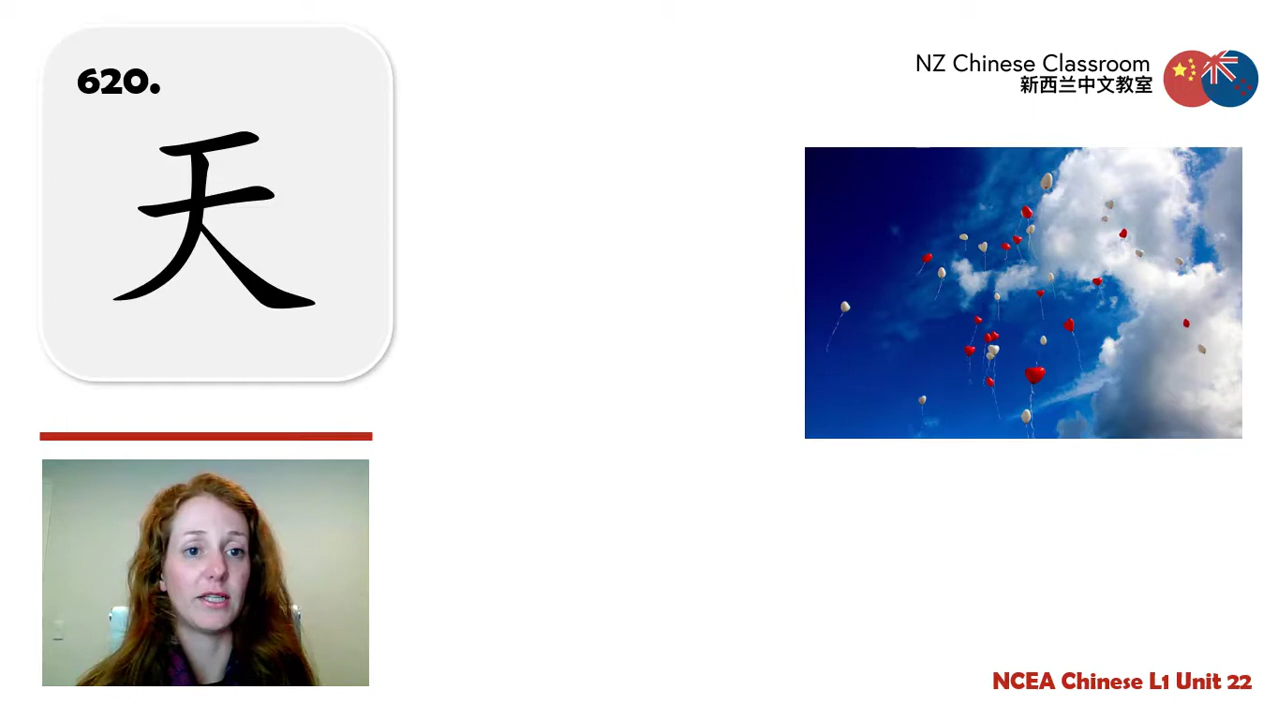 620.
天
NZ Chinese Classroom
新西兰中文教室
NCEA Chinese L1 Unit 22